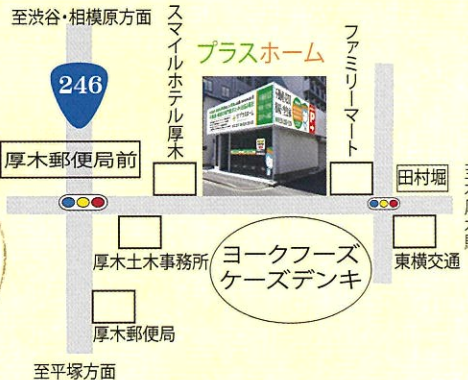 至渋谷・相模原方面
246
スマイルホテル厚木
プラスホーム
ファミリーマート
厚木郵便局前
田村堀
厚木土木事務所
ヨークフーズ
ケーズデンキ
東横交通
厚木郵便局
至平塚方面